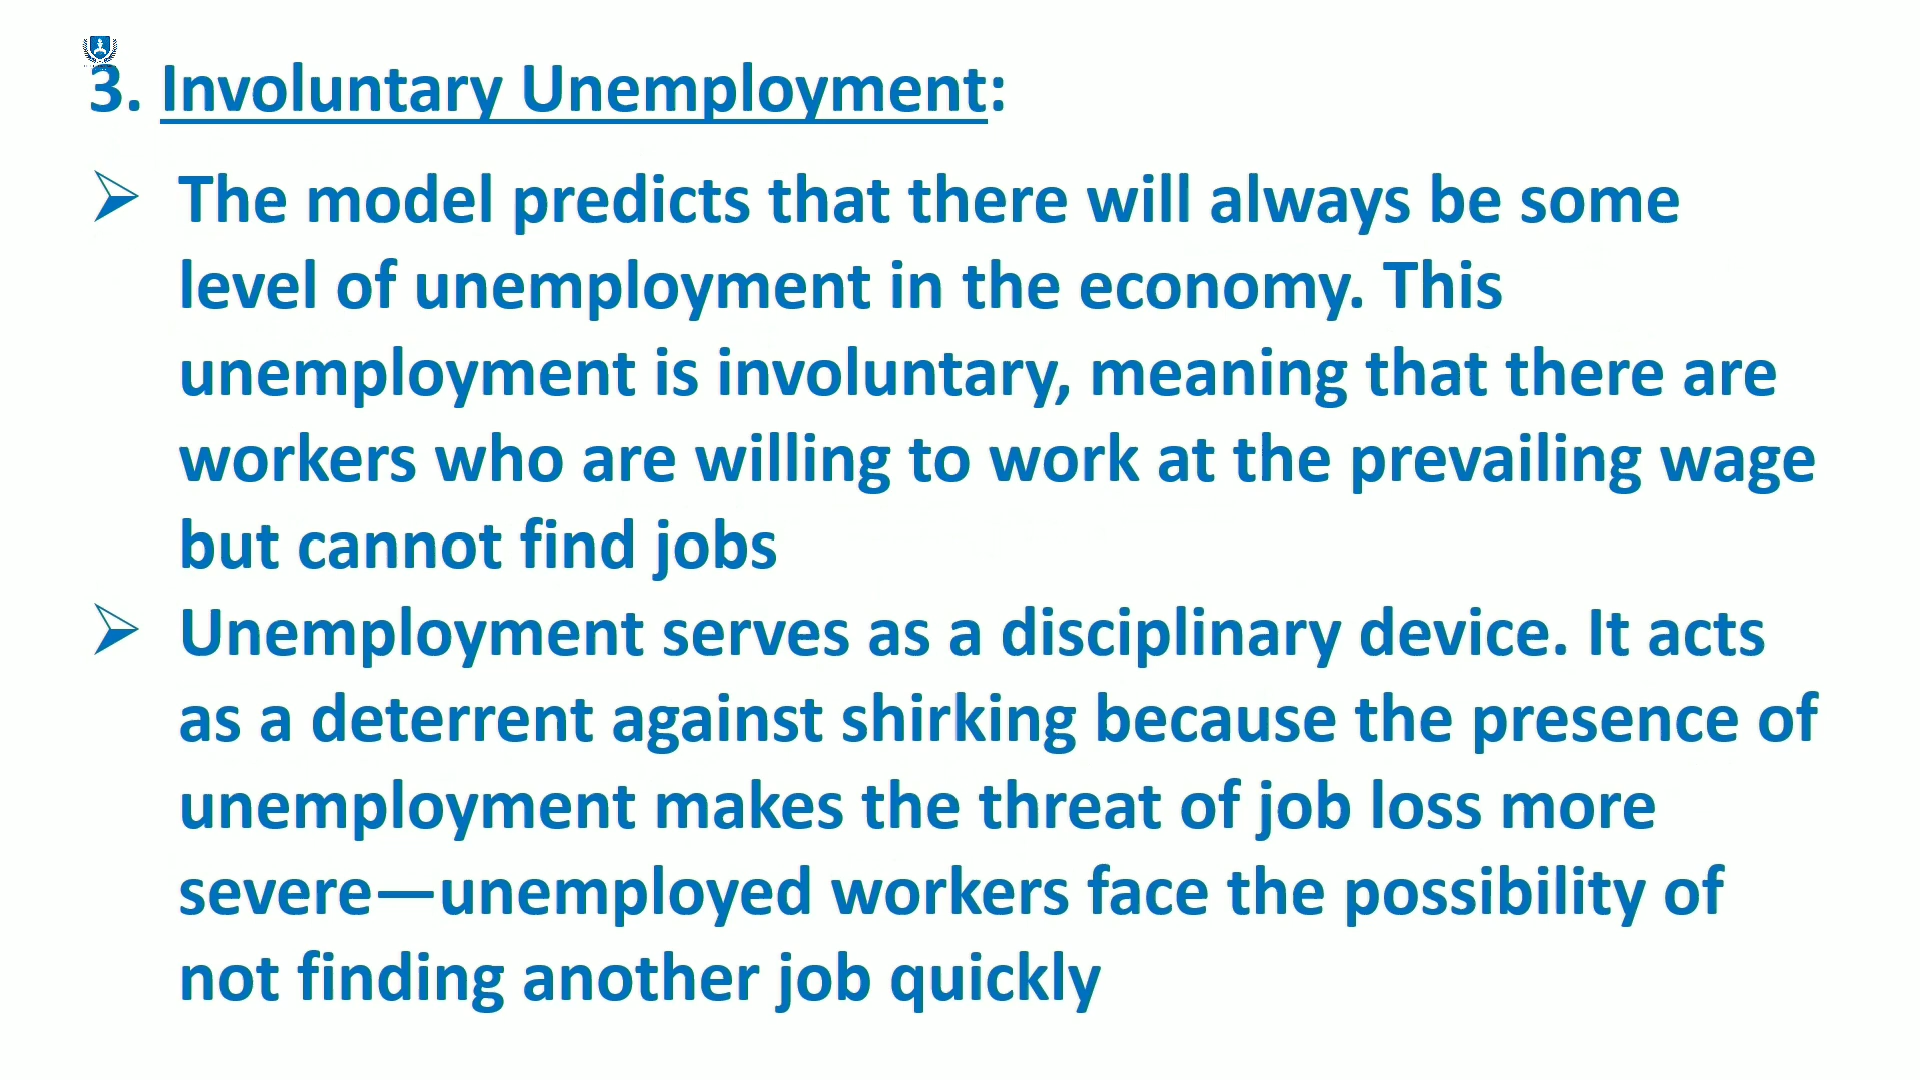 3. Involuntary Unemployment:
➢ The model predicts that there will always be some
level of unemployment in the economy. This
unemployment is involuntary, meaning that there are
workers who are willing to work at the prevailing wage
but cannot find jobs
➢ Unemployment serves as a disciplinary device. It acts
as a deterrent against shirking because the presence of
unemployment makes the threat of job loss more
severe—unemployed workers face the possibility of
not finding another job quickly